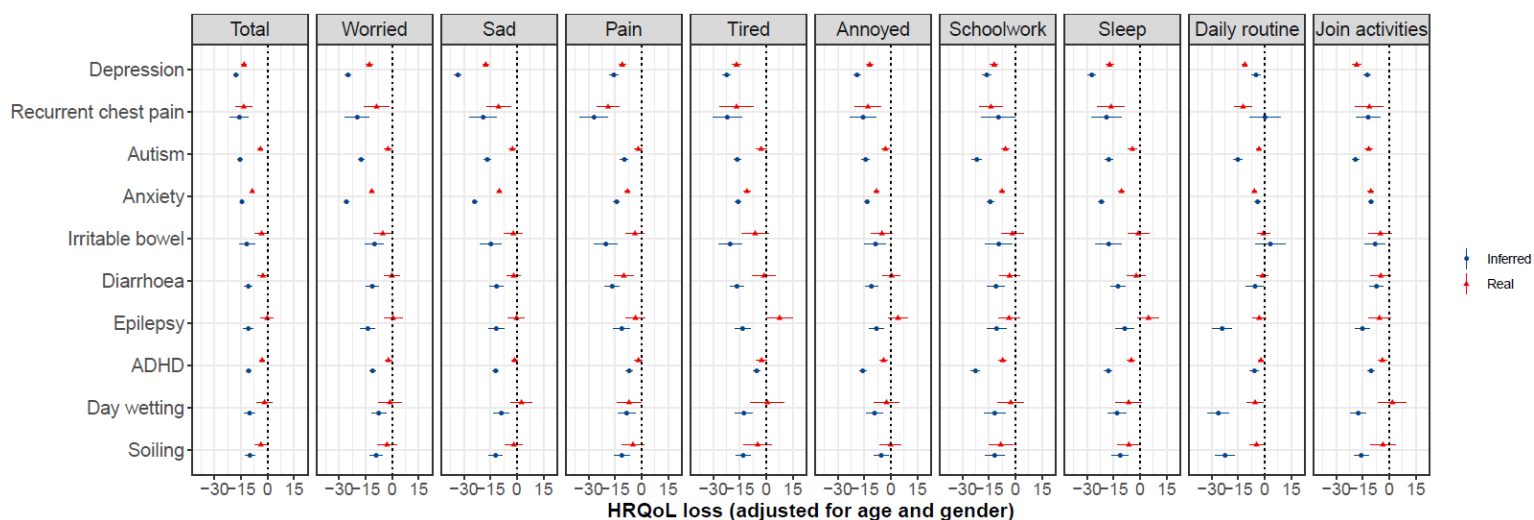 Total Worried Sad Pain Tired Annoyed Schoolwork Sleep Daily routine Join activities
Depression
Recurrent chest pain
Autism
Anxiety
Irritable bowel
Diarrhoea
Epilepsy
ADHD
Day wetting
Soiling
Inferred
Real
−30−15 0 15 −30−15 0 15 −30−15 0 15 −30−15 0 15 −30−15 0 15 −30−15 0 15 −30−15 0 15 −30−15 0 15 −30−15 0 15 −30−15 0 15
HRQoL loss (adjusted for age and gender)